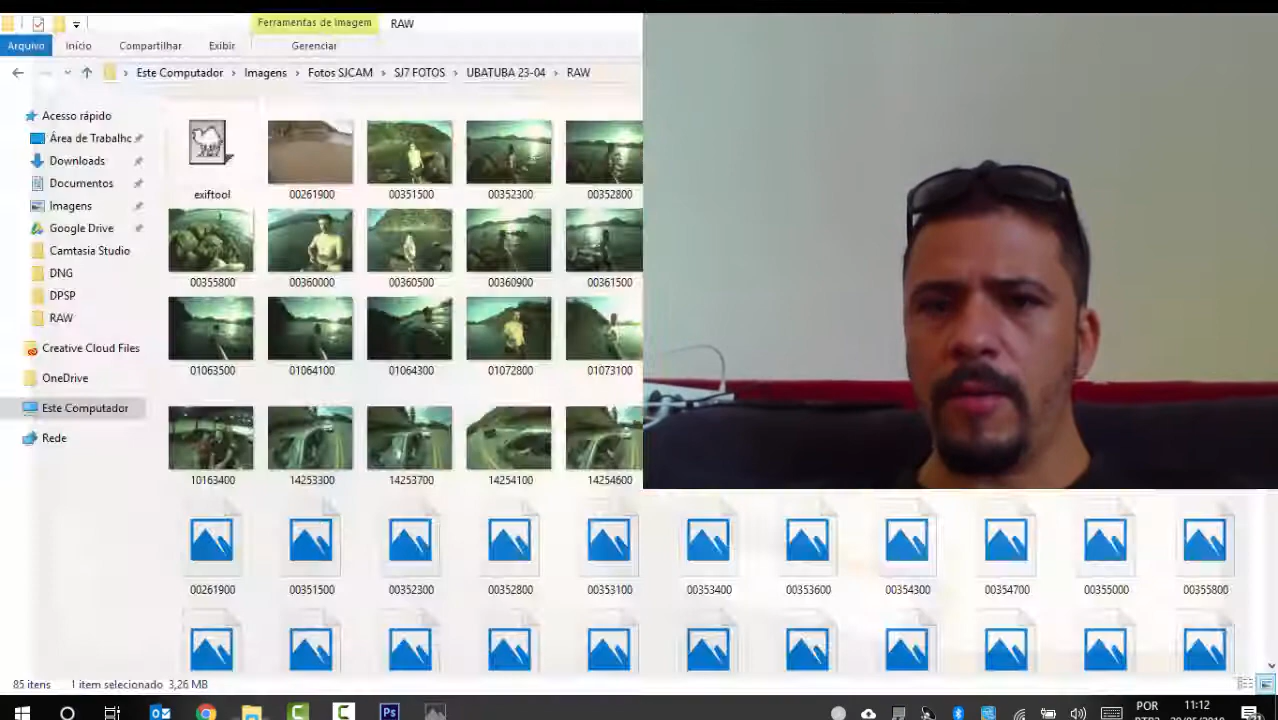 Ferramentas de Imagem RAW
Arquivo Início Compartilhar Exibir Gerenciar
Este Computador Imagens Fotos SJCAM SJ7 FOTOS UBATUBA 23-04 RAW
Acesso rápido
Área de Trabalho
Downloads
Documentos
Imagens
Google Drive
Camtasia Studio
DNG
DPSP
RAW
Creative Cloud Files
OneDrive
Este Computador
Rede
exiftool 00261900 00351500 00352300 00352800
00355800 00360000 00360500 00360900 00361500
01063500 01064100 01064300 01072800 01073100
10163400 14253300 14253700 14254100 14254600
00261900 00351500 00352300 00352800 00353100 00353400 00353600 00354300 00354700 00355000 00355800
85 itens 1 item selecionado 3,26 MB
Ps
POR
11:12